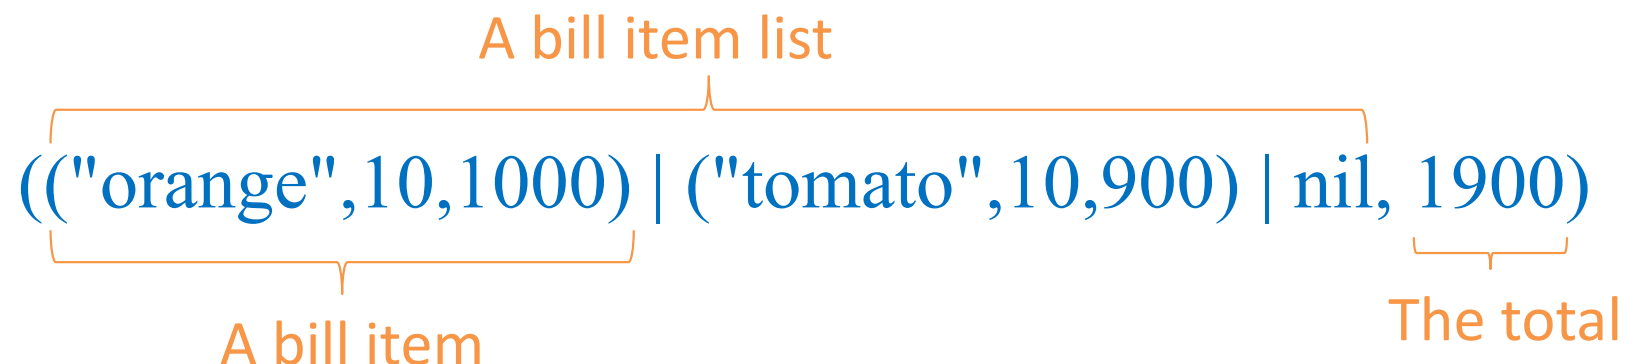 A bill item list
(("orange",10,1000) | ("tomato",10,900) | nil, 1900)
A bill item
The total